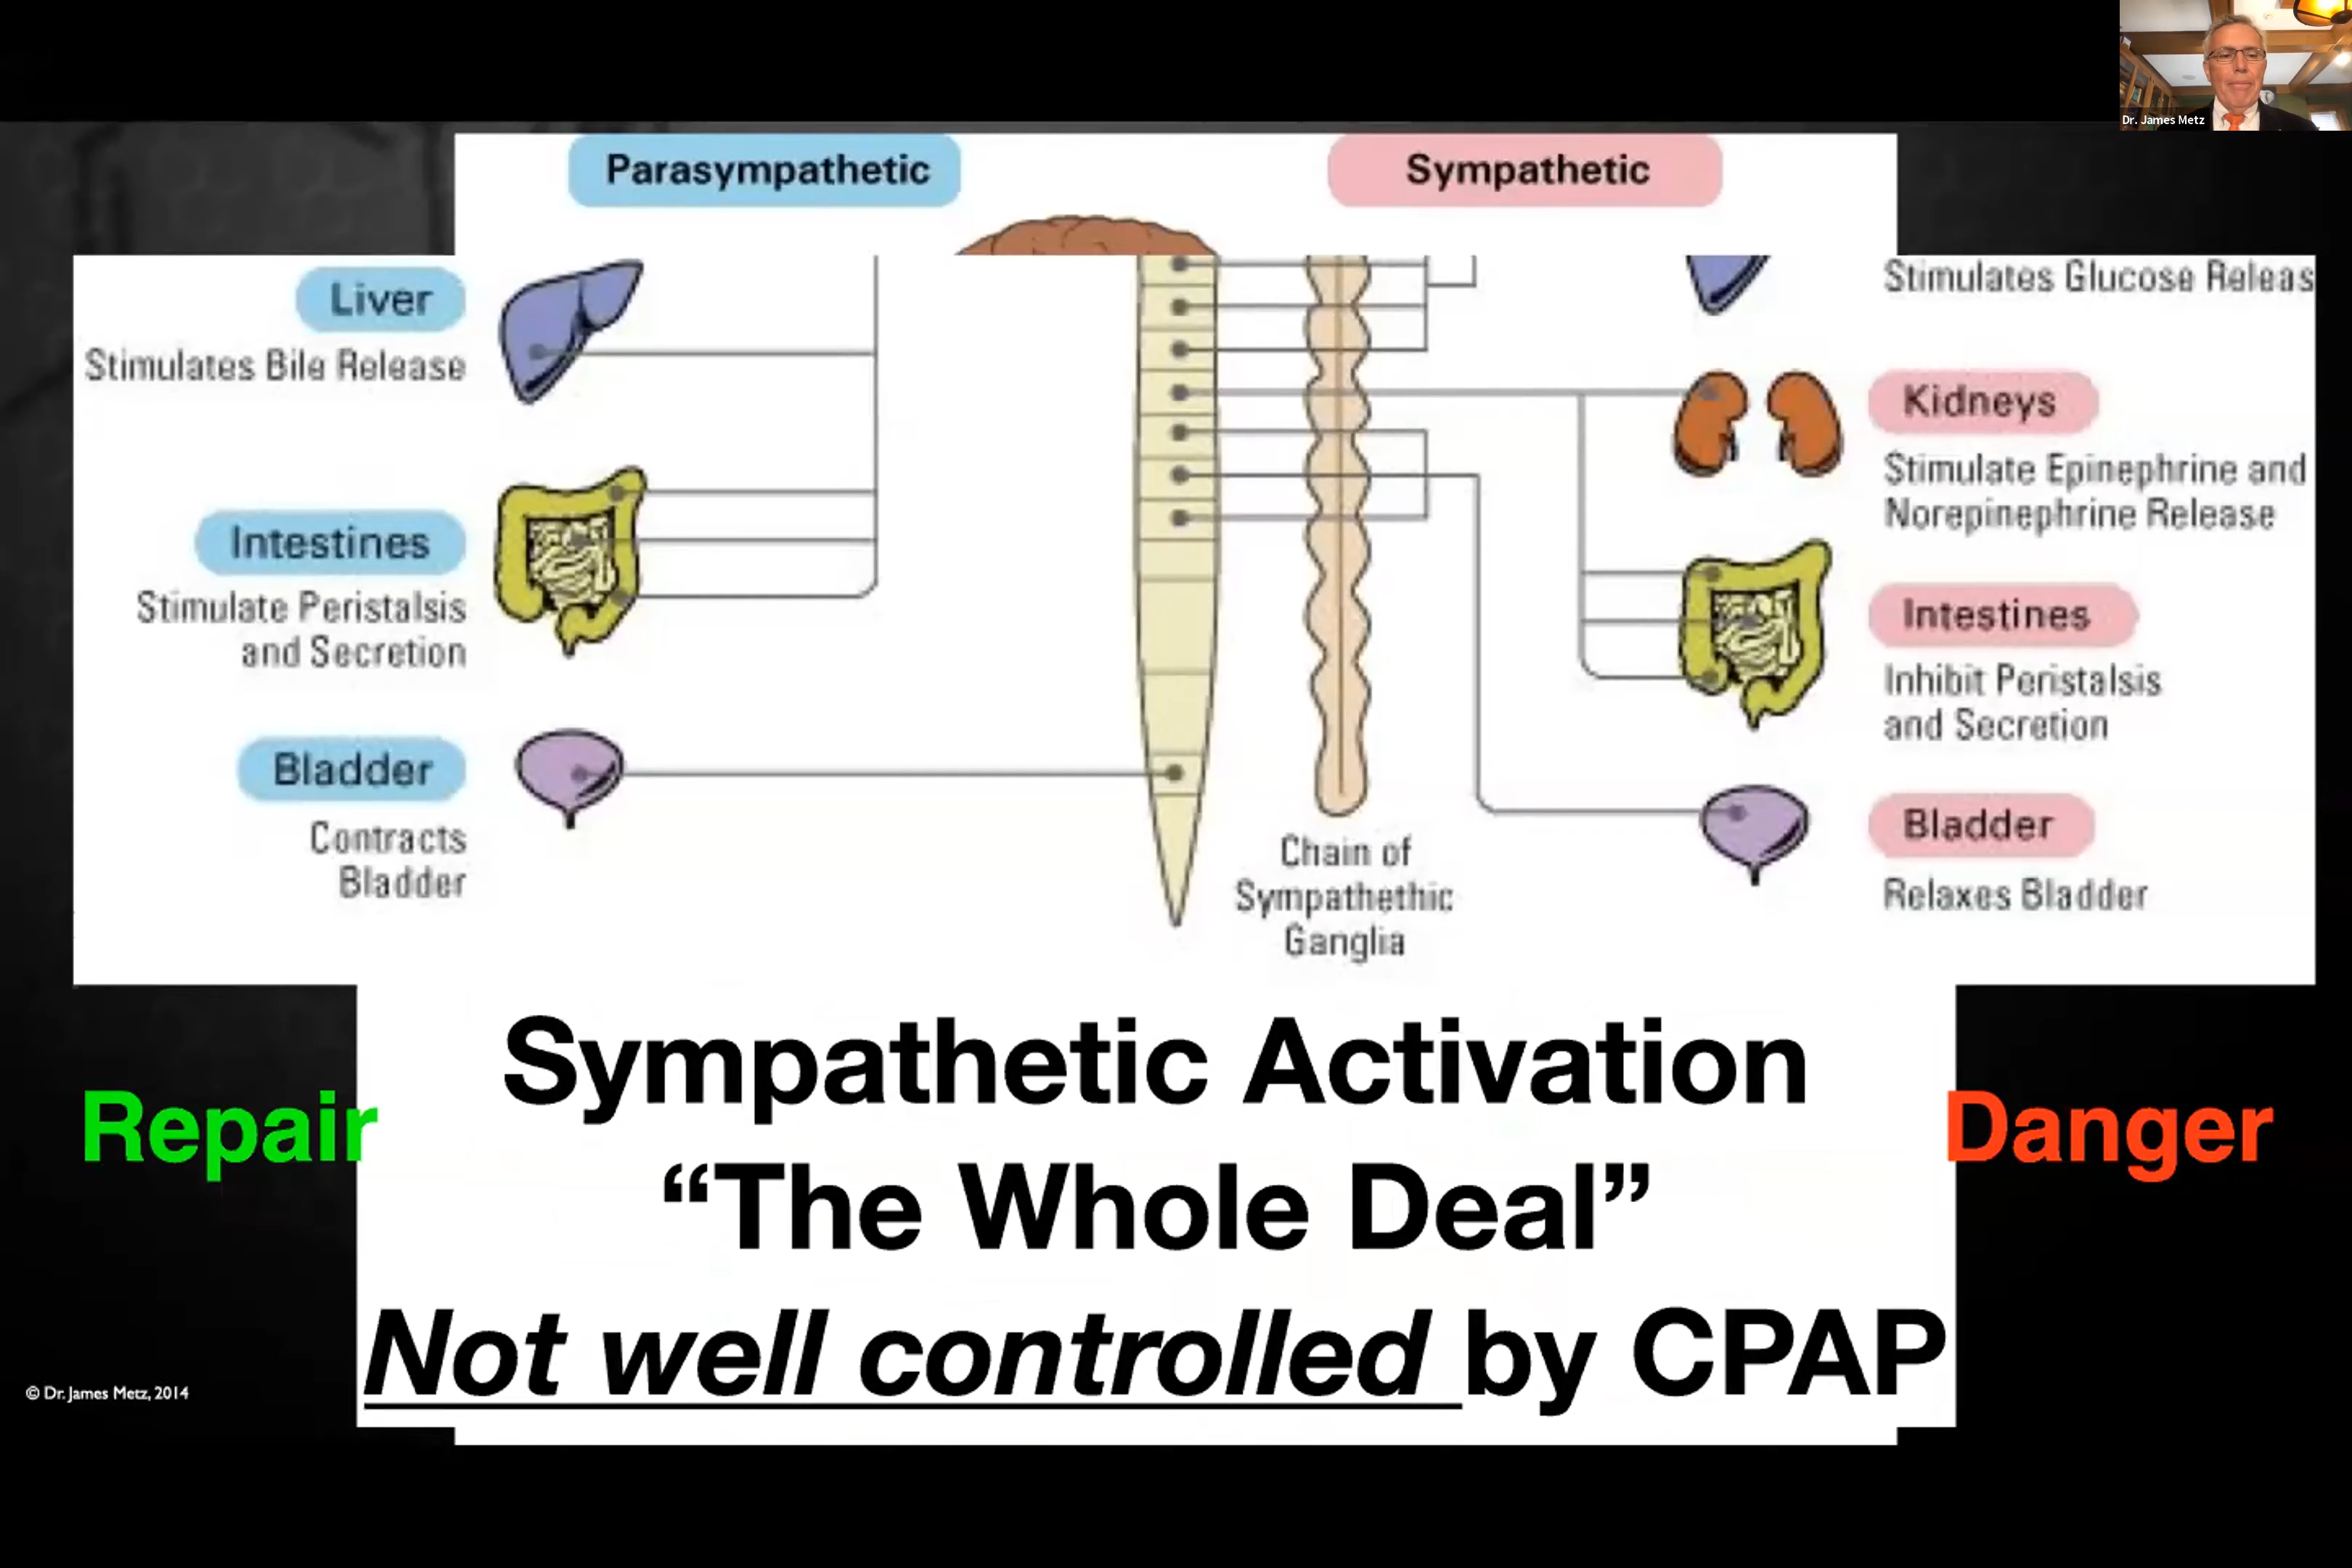 Dr. James Metz
Parasympathetic
Sympathetic
Liver
Stimulates Bile Release
Intestines
Stimulate Peristalsis
and Secretion
Bladder
Contracts
Bladder
Chain of
Sympathethic
Ganglia
Stimulates Glucose Releas
Kidneys
Stimulate Epinephrine and
Norepinephrine Release
Intestines
Inhibit Peristalsis
and Secretion
Bladder
Relaxes Bladder
Repair
Sympathetic Activation
“The Whole Deal”
Not well controlled by CPAP
Danger
© Dr. James Metz, 2014